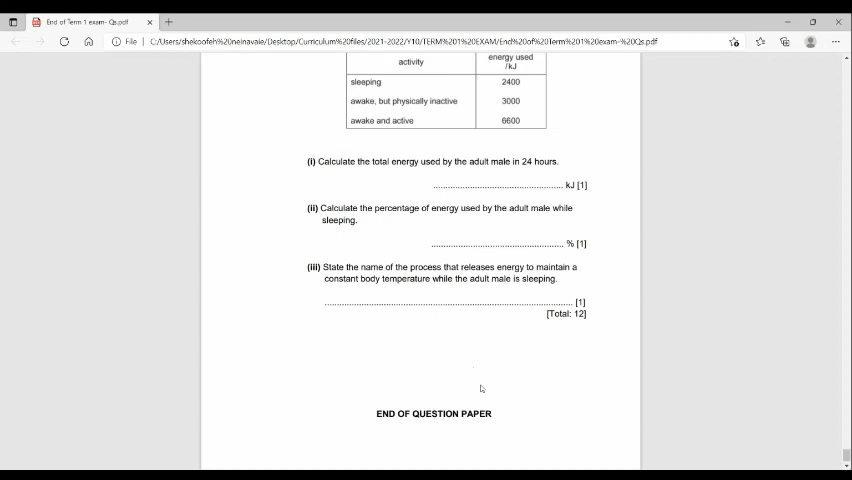 End of Term 1 exam- Qs.pdf
File C:/Users/shekoofeh%20neinavaie/Desktop/Curriculum%20files/2021-2022/Y10/TERM%201%20EXAM/End%20of%20Term%201%20exam-%20Qs.pdf
activity energy used /kJ
sleeping 2400
awake, but physically inactive 3000
awake and active 6600
(i) Calculate the total energy used by the adult male in 24 hours.
........................................................ kJ [1]
(ii) Calculate the percentage of energy used by the adult male while
sleeping.
........................................................ % [1]
(iii) State the name of the process that releases energy to maintain a
constant body temperature while the adult male is sleeping.
........................................................................................................ [1]
[Total: 12]
END OF QUESTION PAPER